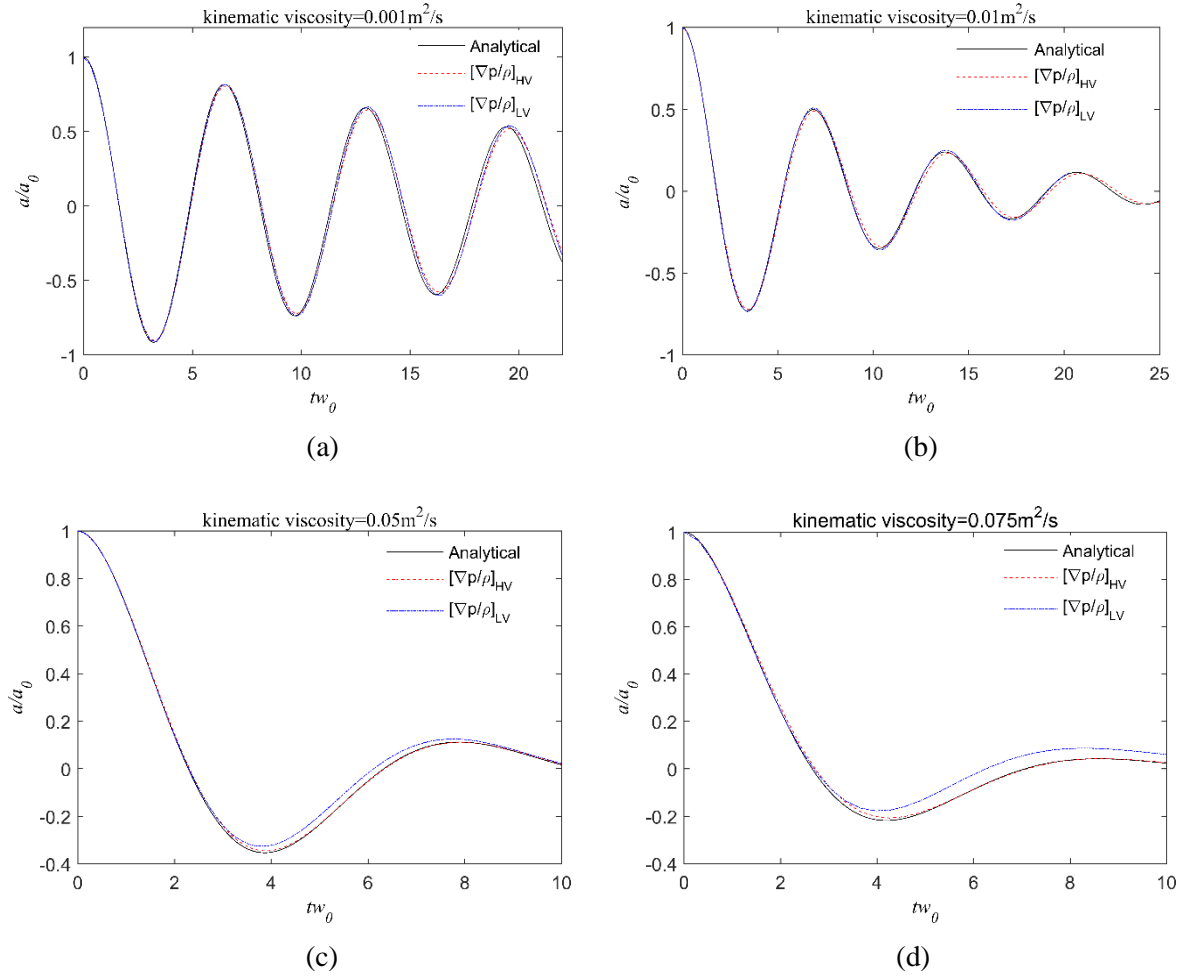 kinematic viscosity=0.001m²/s
Analytical
[∇p/ρ]HV
[∇p/ρ]LV
1
0.5
0
-0.5
-1
a/a0
0 5 10 15 20
tw0
(a)
kinematic viscosity=0.01m²/s
Analytical
[∇p/ρ]HV
[∇p/ρ]LV
1
0.5
0
-0.5
-1
a/a0
0 5 10 15 20 25
tw0
(b)
kinematic viscosity=0.05m²/s
Analytical
[∇p/ρ]HV
[∇p/ρ]LV
1
0.8
0.6
0.4
0.2
0
-0.2
-0.4
a/a0
0 2 4 6 8 10
tw0
(c)
kinematic viscosity=0.075m²/s
Analytical
[∇p/ρ]HV
[∇p/ρ]LV
1
0.8
0.6
0.4
0.2
0
-0.2
-0.4
a/a0
0 2 4 6 8 10
tw0
(d)